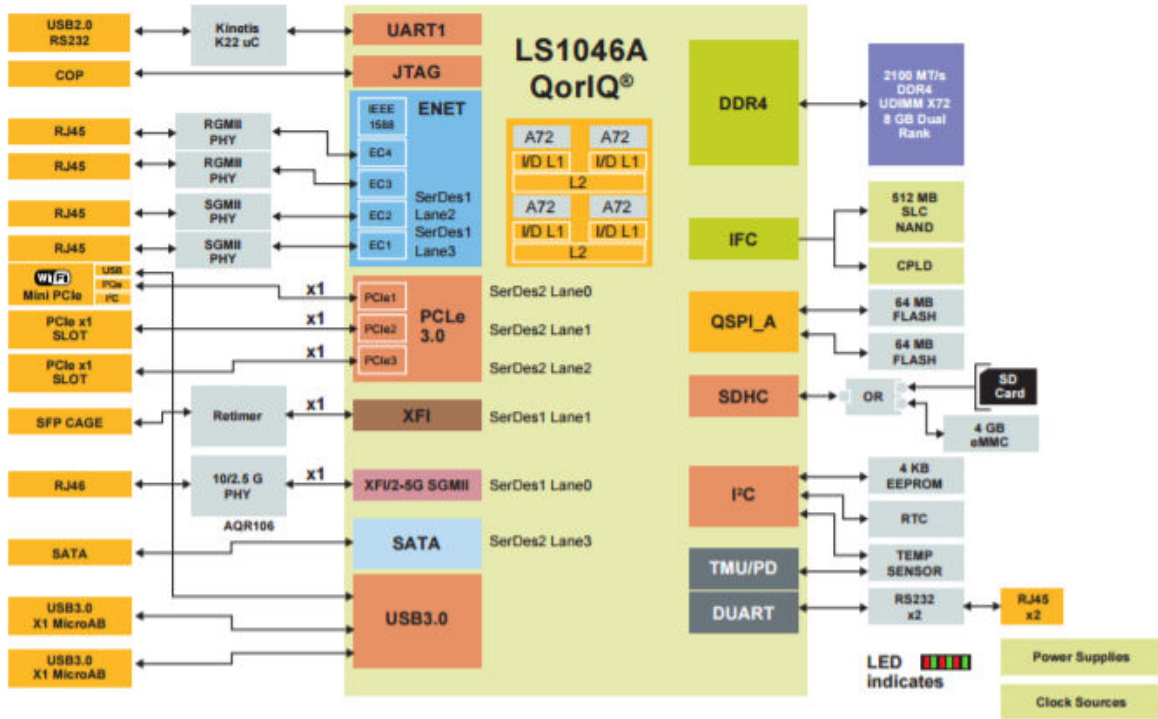 USB2.0
RS232
Kinetis
K22 uC
UART1
COP
JTAG
RJ45
RGMII
PHY
RJ45
RGMII
PHY
RJ45
SGMII
PHY
RJ45
SGMII
PHY
IEEE
1588
ENET
EC4
EC3
EC2
EC1
SerDes1
Lane2
SerDes1
Lane3
WiFi
Mini PCIe
USB
PCIe
I²C
x1
PCIe1
PCLe
3.0
SerDes2 Lane0
PCIe x1
SLOT
x1
PCIe2
SerDes2 Lane1
PCIe x1
SLOT
x1
PCIe3
SerDes2 Lane2
SFP CAGE
Retimer
x1
XFI
SerDes1 Lane1
RJ46
10/2.5 G
PHY
AQR106
x1
XFI/2-5G SGMII
SerDes1 Lane0
SATA
SATA
SerDes2 Lane3
USB3.0
X1 MicroAB
USB3.0
X1 MicroAB
USB3.0
LS1046A
QorIQ®
A72
A72
I/D L1
I/D L1
L2
A72
A72
I/D L1
I/D L1
L2
DDR4
2100 MT/s
DDR4
UDIMM X72
8 GB Dual
Rank
IFC
512 MB
SLC
NAND
CPLD
QSPI_A
64 MB
FLASH
64 MB
FLASH
SDHC
OR
SD
Card
4 GB
eMMC
I²C
4 KB
EEPROM
RTC
TEMP
SENSOR
TMU/PD
DUART
RS232
x2
RJ45
x2
LED
indicates
Power Supplies
Clock Sources